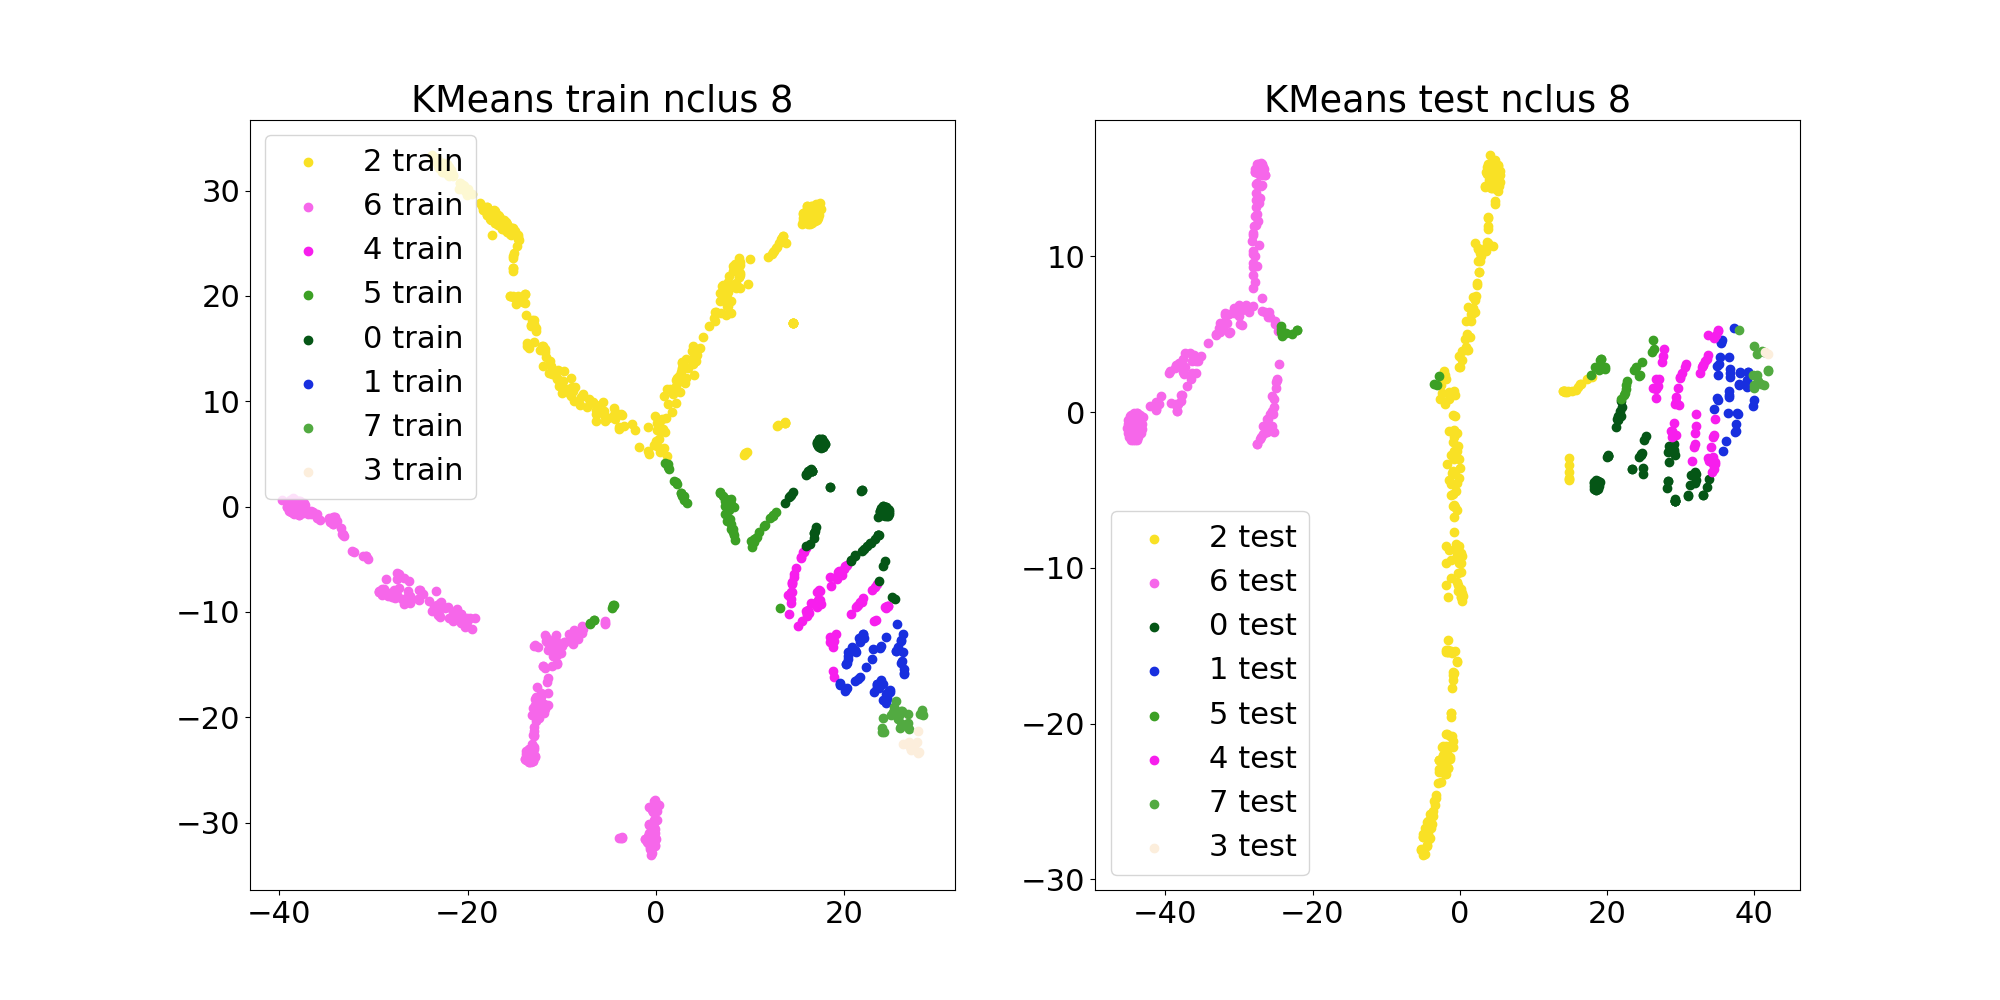 KMeans train nclus 8
30
20
10
0
−10
−20
−30
−40
−20
0
20
2 train
6 train
4 train
5 train
0 train
1 train
7 train
3 train
KMeans test nclus 8
10
0
−10
−20
−30
−40
−20
0
20
40
2 test
6 test
0 test
1 test
5 test
4 test
7 test
3 test